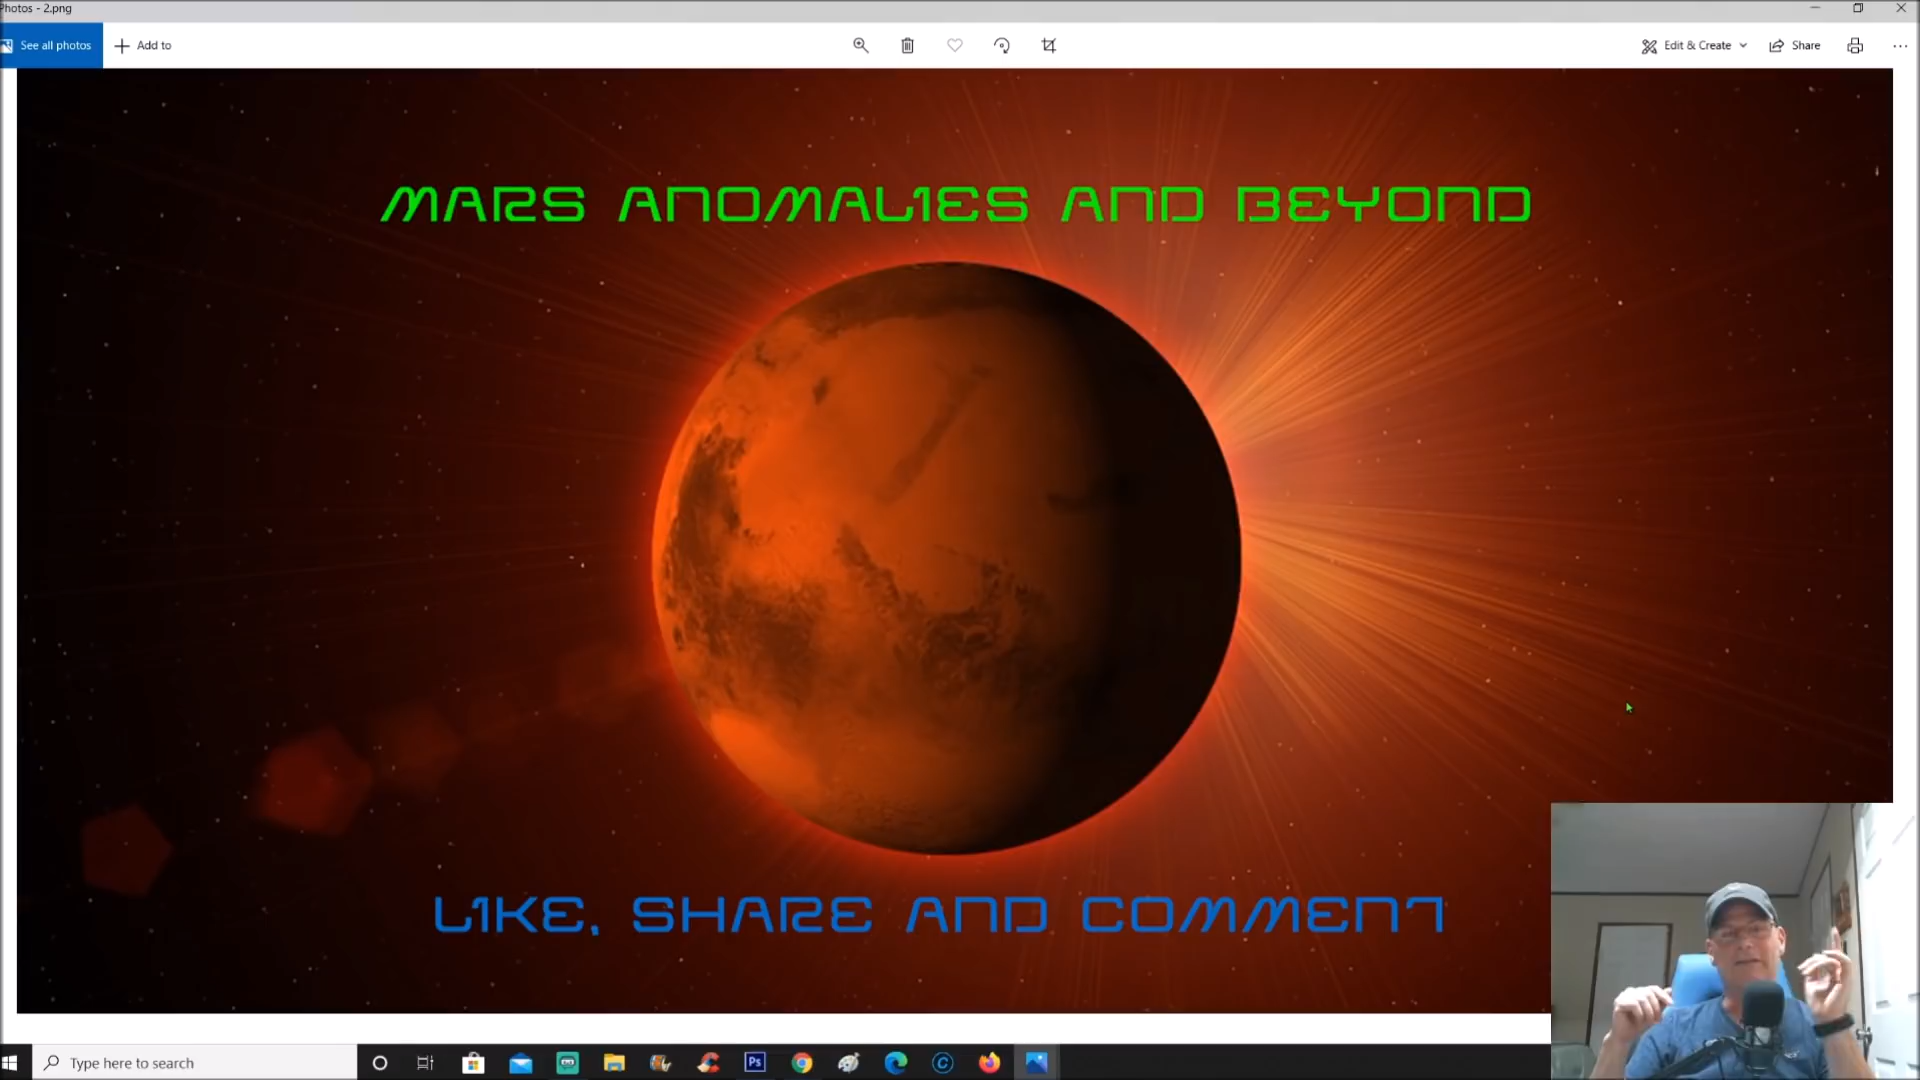 Photos - 2.png
See all photos
Add to
Edit & Create
Share
MARS ANOMALIES AND BEYOND
LIKE, SHARE AND COMMENT
Type here to search
Ps